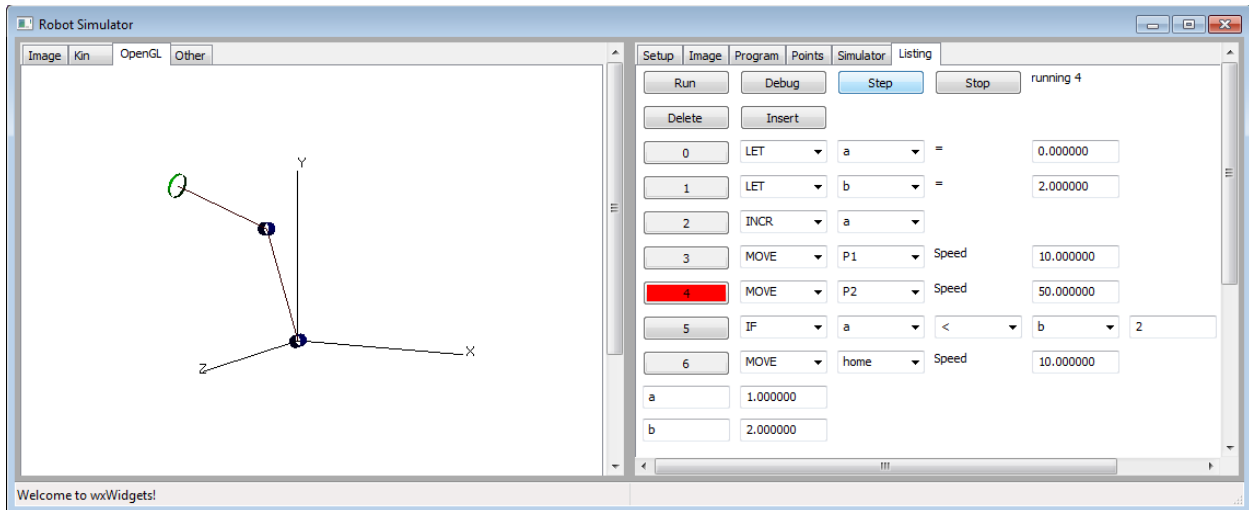 Robot Simulator
Image Kin OpenGL Other
Y
X
Z
Setup Image Program Points Simulator Listing
Run Debug Step Stop running 4
Delete Insert
0 LET a = 0.000000
1 LET b = 2.000000
2 INCR a
3 MOVE P1 Speed 10.000000
4 MOVE P2 Speed 50.000000
5 IF a < b 2
6 MOVE home Speed 10.000000
a 1.000000
b 2.000000
Welcome to wxWidgets!